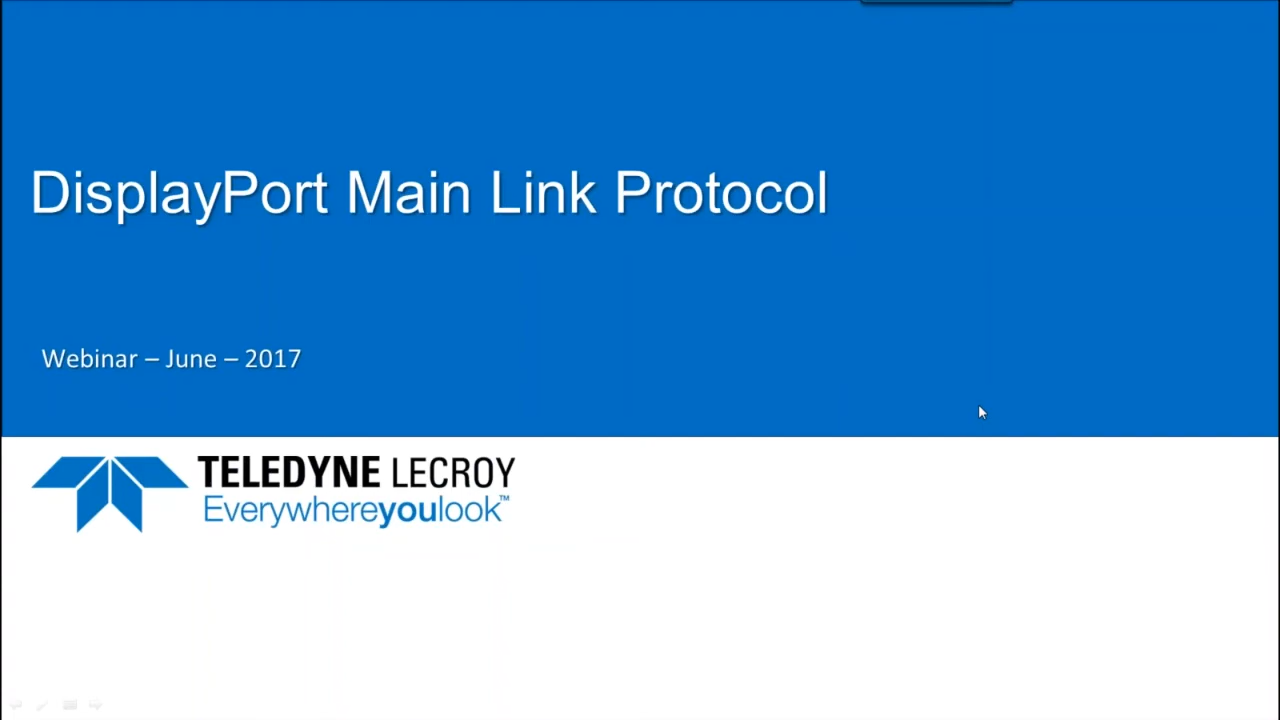 DisplayPort Main Link Protocol
Webinar – June – 2017
TELEDYNE LECROY
Everywhereyoulook™